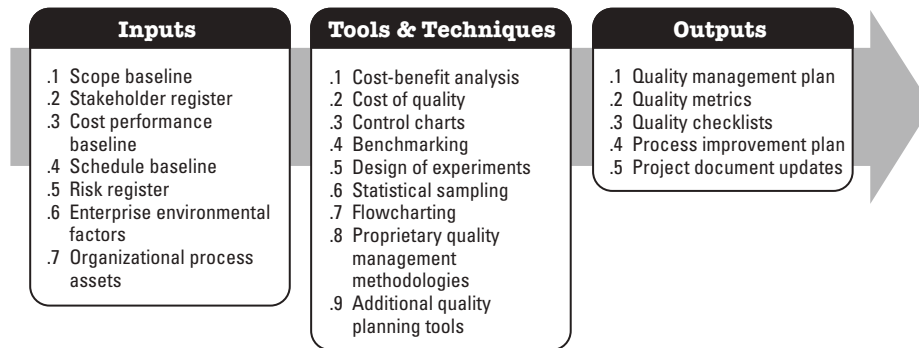 Inputs
.1 Scope baseline
.2 Stakeholder register
.3 Cost performance
baseline
.4 Schedule baseline
.5 Risk register
.6 Enterprise environmental
factors
.7 Organizational process
assets
Tools & Techniques
.1 Cost-benefit analysis
.2 Cost of quality
.3 Control charts
.4 Benchmarking
.5 Design of experiments
.6 Statistical sampling
.7 Flowcharting
.8 Proprietary quality
management
methodologies
.9 Additional quality
planning tools
Outputs
.1 Quality management plan
.2 Quality metrics
.3 Quality checklists
.4 Process improvement plan
.5 Project document updates